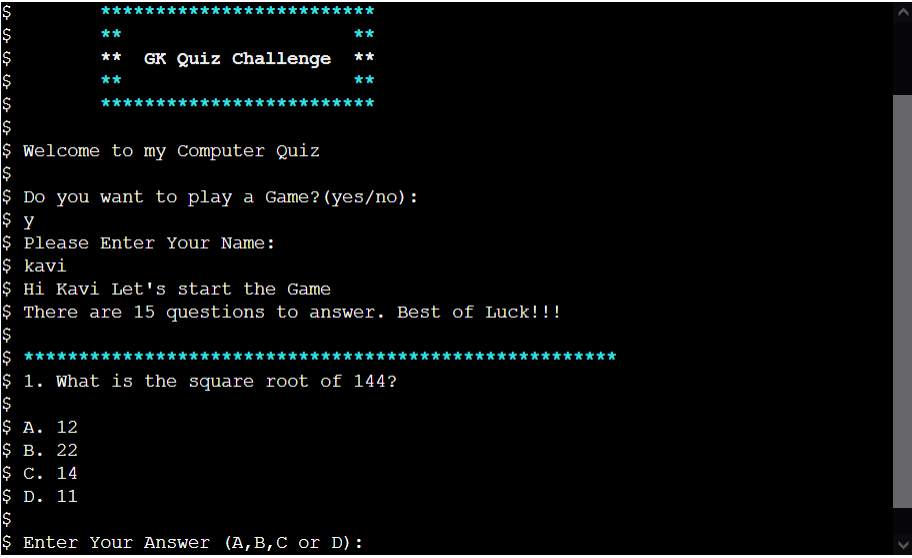 $         *************************
$         **                     **
$         **  GK Quiz Challenge  **
$         **                     **
$         *************************
$
$ Welcome to my Computer Quiz
$
$ Do you want to play a Game?(yes/no):
$ y
$ Please Enter Your Name:
$ kavi
$ Hi Kavi Let's start the Game
$ There are 15 questions to answer. Best of Luck!!!
$
$ ******************************************************
$ 1. What is the square root of 144?
$
$ A. 12
$ B. 22
$ C. 14
$ D. 11
$
$ Enter Your Answer (A,B,C or D):